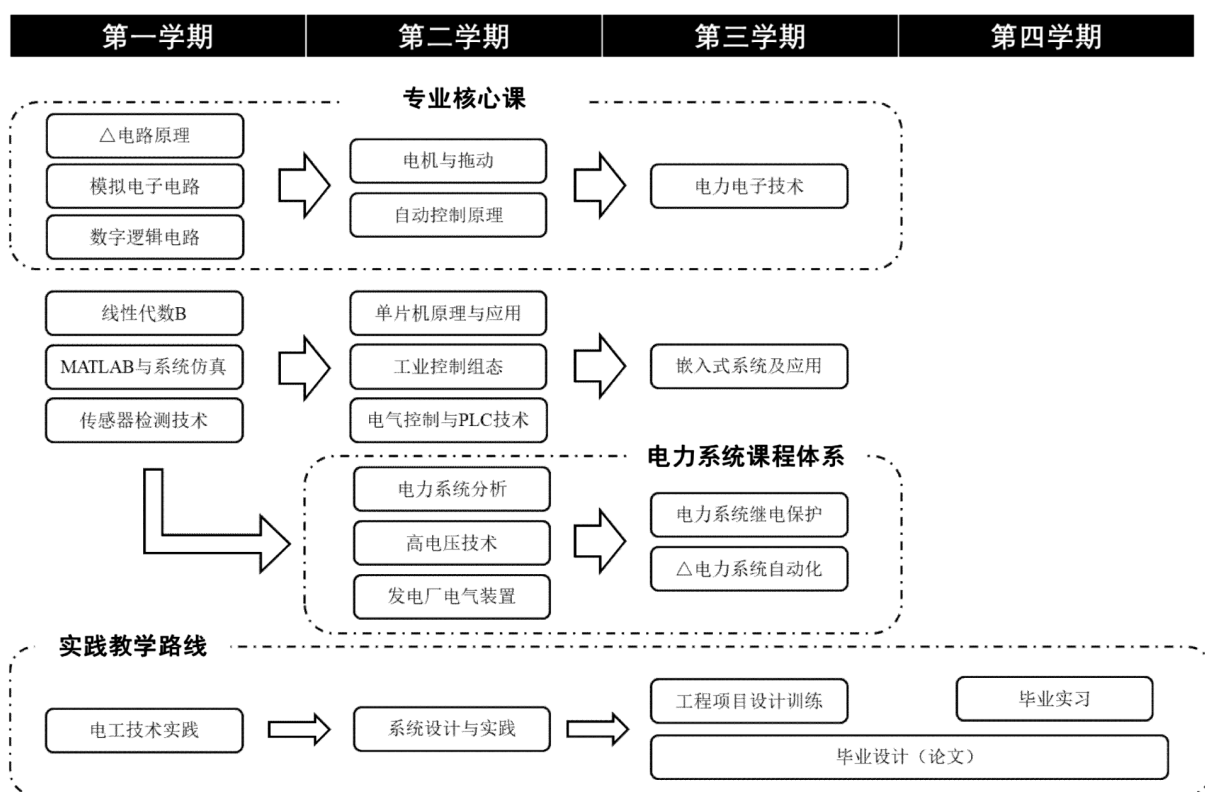 第一学期
第二学期
第三学期
第四学期
专业核心课
△电路原理
模拟电子电路
数字逻辑电路
电机与拖动
自动控制原理
电力电子技术
线性代数B
MATLAB与系统仿真
传感器检测技术
单片机原理与应用
工业控制组态
电气控制与PLC技术
嵌入式系统及应用
电力系统课程体系
电力系统分析
高电压技术
发电厂电气装置
电力系统继电保护
△电力系统自动化
实践教学路线
电工技术实践
系统设计与实践
工程项目设计训练
毕业实习
毕业设计（论文）